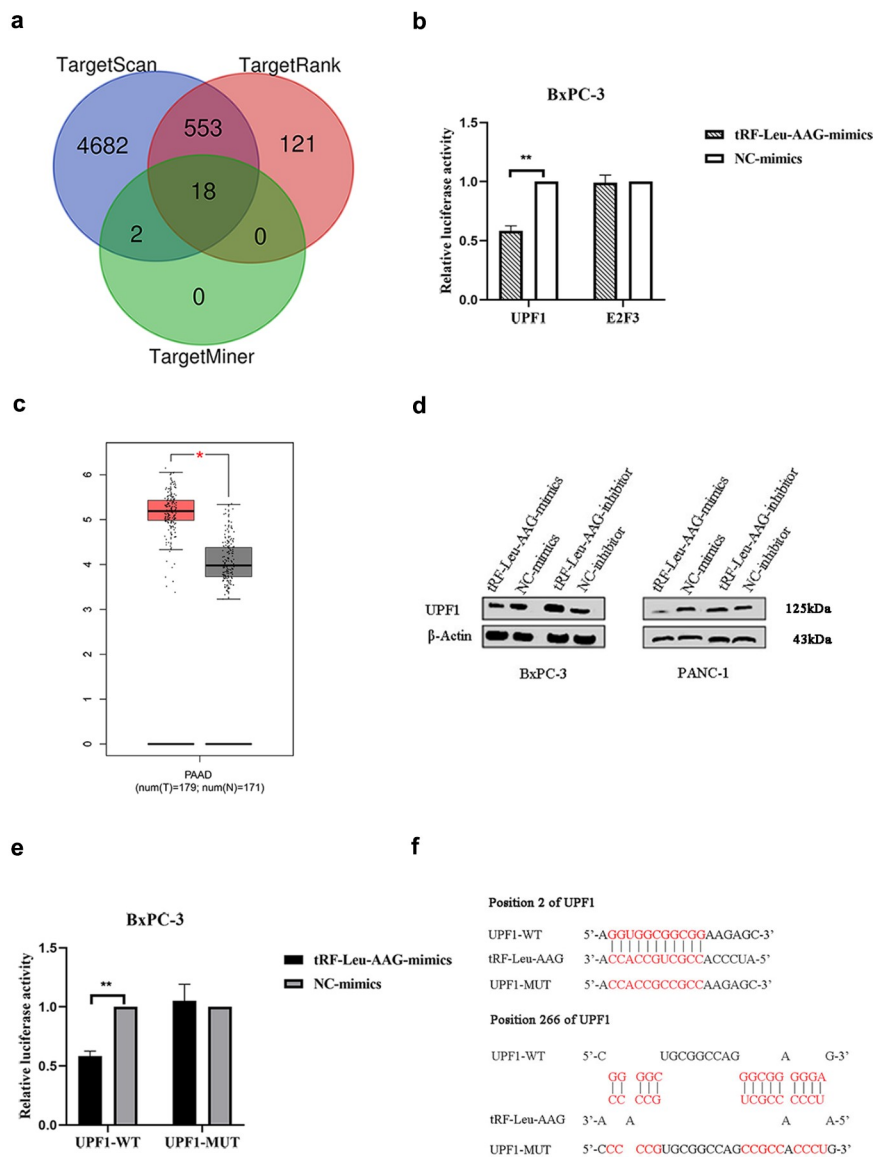 a
TargetScan
TargetRank
4682
553
121
18
2
0
0
TargetMiner
b
BxPC-3
Relative luciferase activity
1.5
1.0
0.5
0.0
**
UPF1
E2F3
tRF-Leu-AAG-mimics
NC-mimics
c
6
5
4
3
2
1
0
*
PAAD
(num(T)=179; num(N)=171)
d
tRF-Leu-AAG-mimics
NC-mimics
tRF-Leu-AAG-inhibitor
NC-inhibitor
tRF-Leu-AAG-mimics
NC-mimics
tRF-Leu-AAG-inhibitor
NC-inhibitor
UPF1
125kDa
β-Actin
43kDa
BxPC-3
PANC-1
e
BxPC-3
Relative luciferase activity
1.5
1.0
0.5
0.0
**
UPF1-WT
UPF1-MUT
tRF-Leu-AAG-mimics
NC-mimics
f
Position 2 of UPF1
UPF1-WT 5'-AGGUGGCGGCGGAAGAGC-3'
tRF-Leu-AAG 3'-ACCACCGUCGCCACCCUA-5'
UPF1-MUT 5'-ACCACCGCCGCCAAGAGC-3'
Position 266 of UPF1
UPF1-WT 5'-C UGCGGCCAG A G-3'
GG GGC GGCGG GGGA
CC CCG UCGCC CCCU
tRF-Leu-AAG 3'-A A A A-5'
UPF1-MUT 5'-CCC CCGUGCGGCCAGCCGCCACCCUG-3'